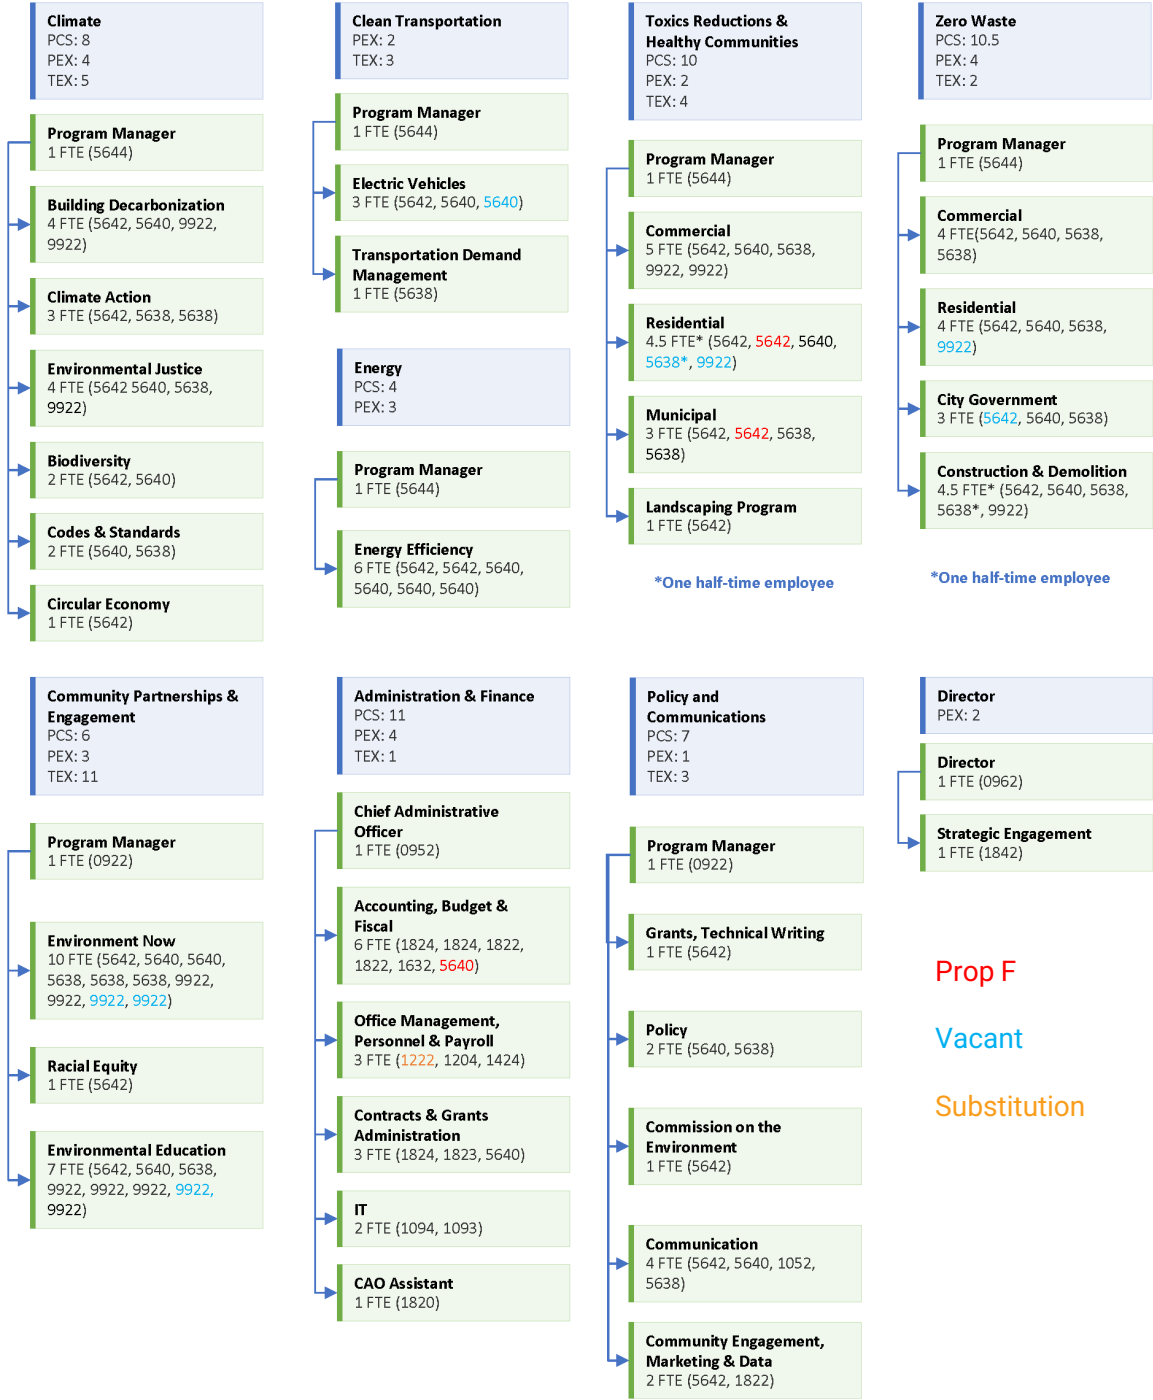 Climate
PCS: 8
PEX: 4
TEX: 5
Program Manager
1 FTE (5644)
Building Decarbonization
4 FTE (5642, 5640, 9922,
9922)
Climate Action
3 FTE (5642, 5638, 5638)
Environmental Justice
4 FTE (5642 5640, 5638,
9922)
Biodiversity
2 FTE (5642, 5640)
Codes & Standards
2 FTE (5640, 5638)
Circular Economy
1 FTE (5642)
Clean Transportation
PEX: 2
TEX: 3
Program Manager
1 FTE (5644)
Electric Vehicles
3 FTE (5642, 5640, 5640)
Transportation Demand
Management
1 FTE (5638)
Energy
PCS: 4
PEX: 3
Program Manager
1 FTE (5644)
Energy Efficiency
6 FTE (5642, 5642, 5640,
5640, 5640, 5640)
Toxics Reductions &
Healthy Communities
PCS: 10
PEX: 2
TEX: 4
Program Manager
1 FTE (5644)
Commercial
5 FTE (5642, 5640, 5638,
9922, 9922)
Residential
4.5 FTE* (5642, 5642, 5640,
5638*, 9922)
Municipal
3 FTE (5642, 5642, 5638,
5638)
Landscaping Program
1 FTE (5642)
*One half-time employee
Zero Waste
PCS: 10.5
PEX: 4
TEX: 2
Program Manager
1 FTE (5644)
Commercial
4 FTE(5642, 5640, 5638,
5638)
Residential
4 FTE (5642, 5640, 5638,
9922)
City Government
3 FTE (5642, 5640, 5638)
Construction & Demolition
4.5 FTE* (5642, 5640, 5638,
5638*, 9922)
*One half-time employee
Community Partnerships &
Engagement
PCS: 6
PEX: 3
TEX: 11
Program Manager
1 FTE (0922)
Environment Now
10 FTE (5642, 5640, 5640,
5638, 5638, 5638, 9922,
9922, 9922, 9922)
Racial Equity
1 FTE (5642)
Environmental Education
7 FTE (5642, 5640, 5638,
9922, 9922, 9922, 9922,
9922)
Administration & Finance
PCS: 11
PEX: 4
TEX: 1
Chief Administrative
Officer
1 FTE (0952)
Accounting, Budget &
Fiscal
6 FTE (1824, 1824, 1822,
1822, 1632, 5640)
Office Management,
Personnel & Payroll
3 FTE (1222, 1204, 1424)
Contracts & Grants
Administration
3 FTE (1824, 1823, 5640)
IT
2 FTE (1094, 1093)
CAO Assistant
1 FTE (1820)
Policy and
Communications
PCS: 7
PEX: 1
TEX: 3
Program Manager
1 FTE (0922)
Grants, Technical Writing
1 FTE (5642)
Policy
2 FTE (5640, 5638)
Commission on the
Environment
1 FTE (5642)
Communication
4 FTE (5642, 5640, 1052,
5638)
Community Engagement,
Marketing & Data
2 FTE (5642, 1822)
Director
PEX: 2
Director
1 FTE (0962)
Strategic Engagement
1 FTE (1842)
Prop F
Vacant
Substitution